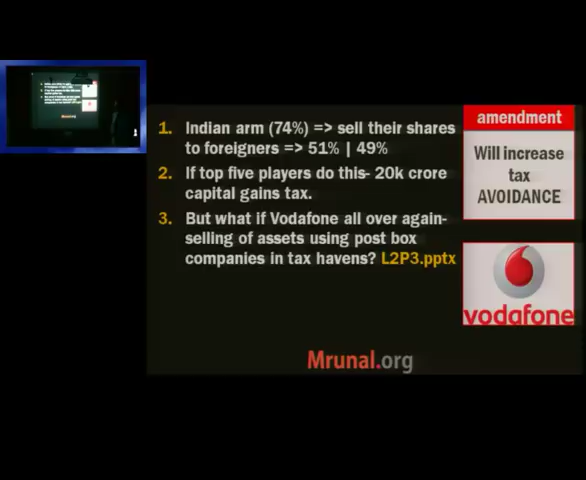 1. Indian arm (74%) => sell their shares
to foreigners => 51% | 49%
2. If top five players do this- 20k crore
capital gains tax.
3. But what if Vodafone all over again-
selling of assets using post box
companies in tax havens? L2P3.pptx
amendment
Will increase
tax
AVOIDANCE
vodafone
Mrunal.org
Mrunal.org